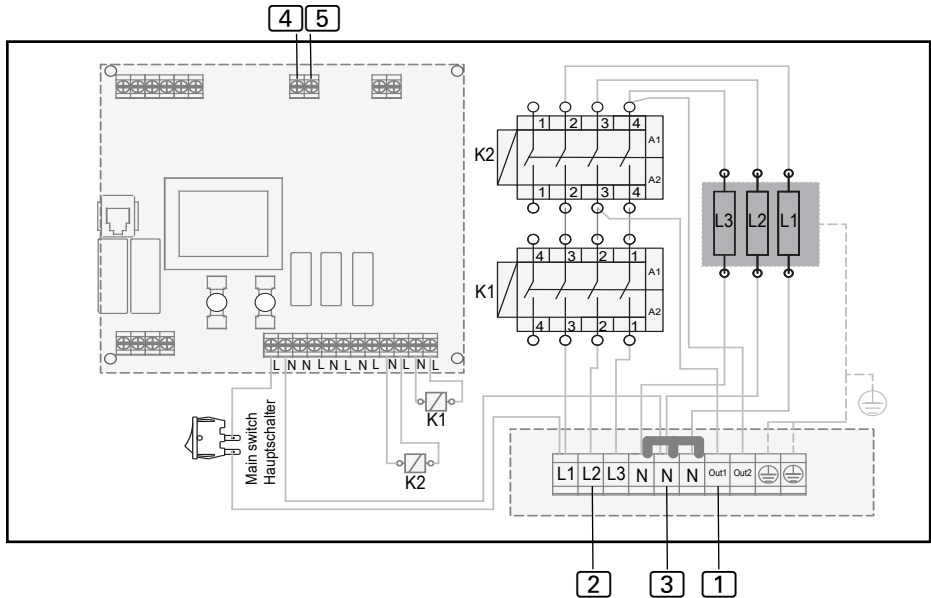 4 5
1 2 3 4
A1
K2
A2
1 2 3 4
L3 L2 L1
4 3 2 1
A1
K1
A2
4 3 2 1
L N N L N L N L N L N L
K1
Main switch
Hauptschalter
K2
L1 L2 L3 N N N Out1 Out2
2 3 1